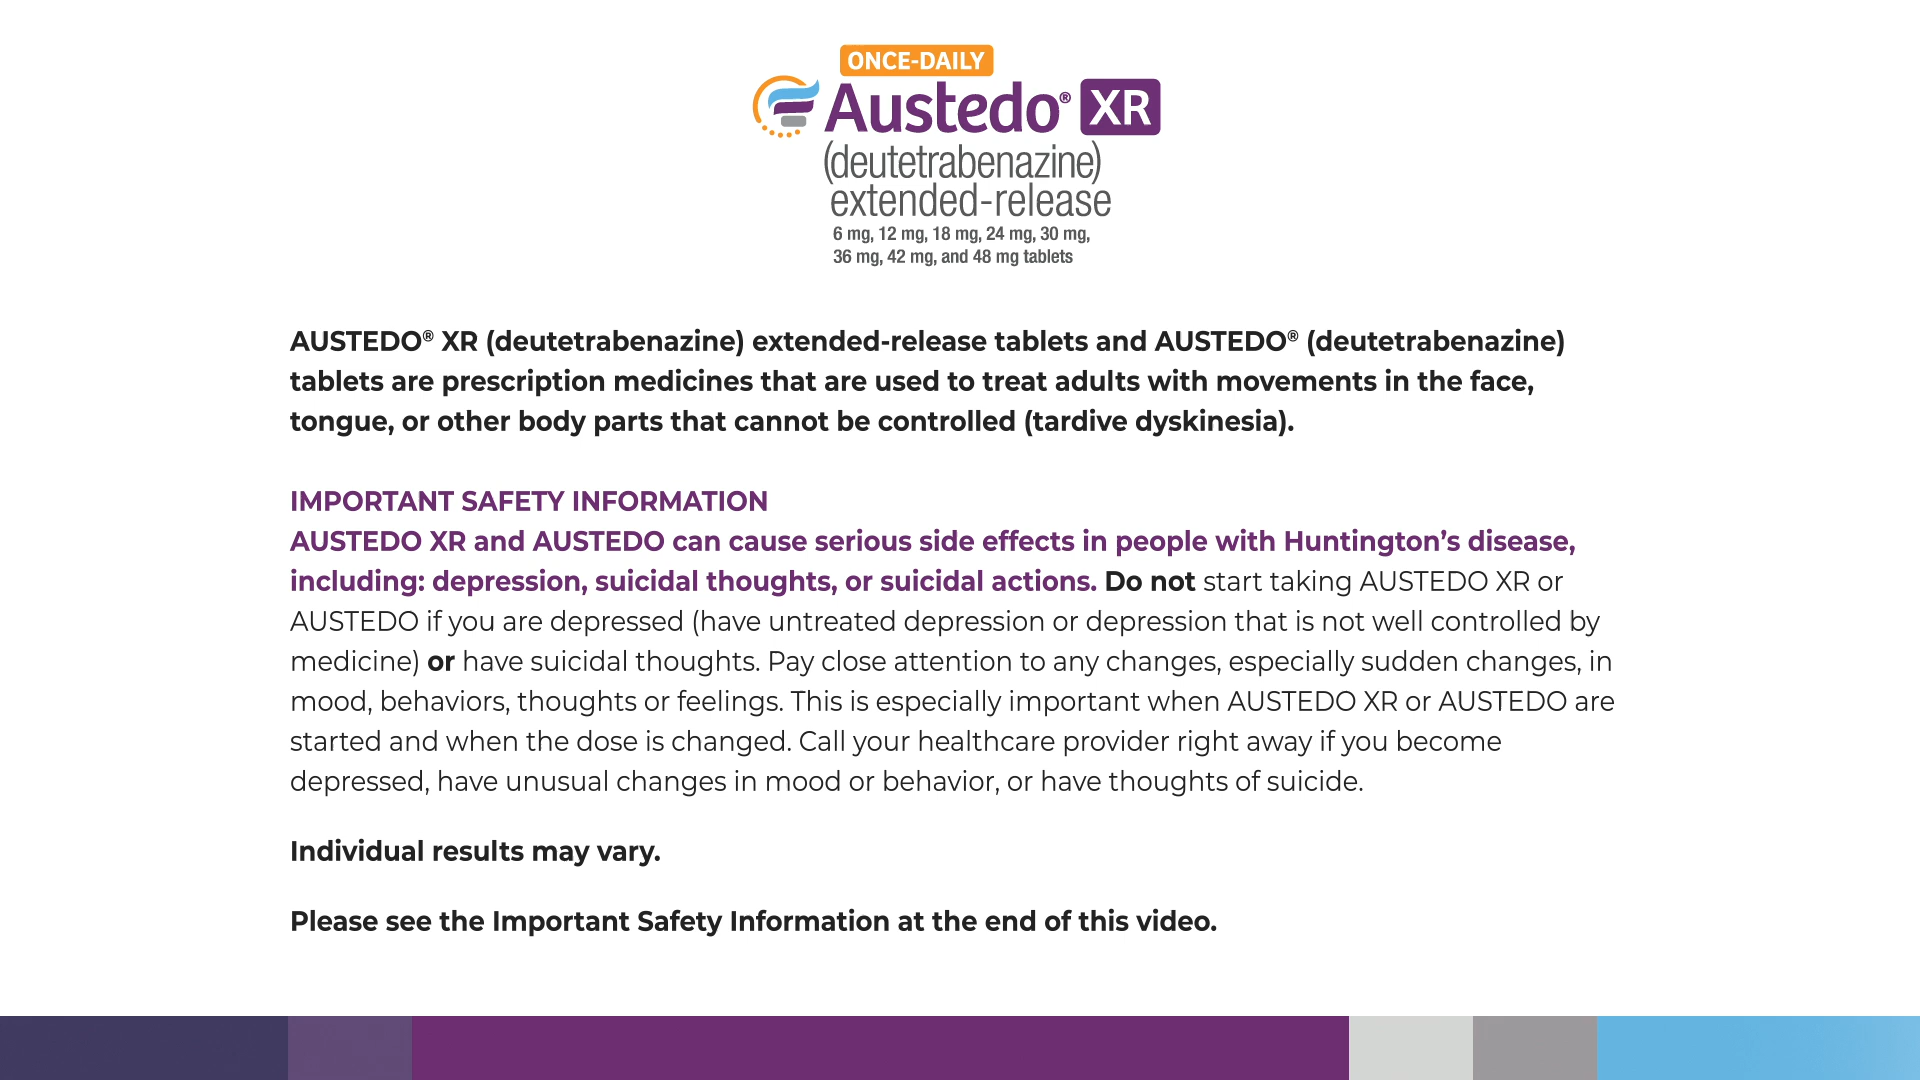 ONCE-DAILY
Austedo® XR
(deutetrabenazine)
extended-release
6 mg, 12 mg, 18 mg, 24 mg, 30 mg,
36 mg, 42 mg, and 48 mg tablets
AUSTEDO® XR (deutetrabenazine) extended-release tablets and AUSTEDO® (deutetrabenazine)
tablets are prescription medicines that are used to treat adults with movements in the face,
tongue, or other body parts that cannot be controlled (tardive dyskinesia).
IMPORTANT SAFETY INFORMATION
AUSTEDO XR and AUSTEDO can cause serious side effects in people with Huntington’s disease,
including: depression, suicidal thoughts, or suicidal actions. Do not start taking AUSTEDO XR or
AUSTEDO if you are depressed (have untreated depression or depression that is not well controlled by
medicine) or have suicidal thoughts. Pay close attention to any changes, especially sudden changes, in
mood, behaviors, thoughts or feelings. This is especially important when AUSTEDO XR or AUSTEDO are
started and when the dose is changed. Call your healthcare provider right away if you become
depressed, have unusual changes in mood or behavior, or have thoughts of suicide.
Individual results may vary.
Please see the Important Safety Information at the end of this video.